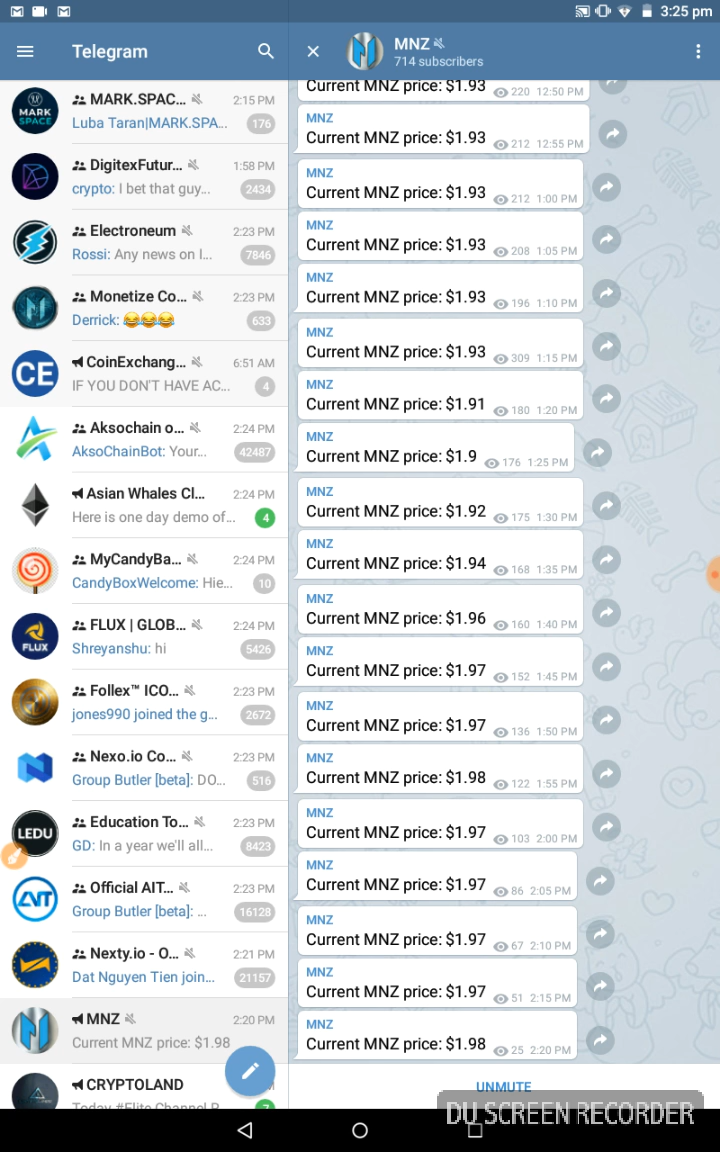 3:25 pm
Telegram
MARK.SPAC... 2:15 PM
Luba Taran|MARK.SPA... 176
DigitexFutur... 1:58 PM
crypto: I bet that guy... 2434
Electroneum 2:23 PM
Rossi: Any news on I... 7846
Monetize Co... 2:23 PM
Derrick: 😂😂😂 633
CoinExchang... 6:51 AM
IF YOU DON'T HAVE AC... 4
Aksochain o... 2:24 PM
AksoChainBot: Your... 42487
Asian Whales Cl... 2:24 PM
Here is one day demo of... 4
MyCandyBa... 2:24 PM
CandyBoxWelcome: Hie... 10
FLUX | GLOB... 2:24 PM
Shreyanshu: hi 5426
Follex™ ICO... 2:23 PM
jones990 joined the g... 2672
Nexo.io Co... 2:23 PM
Group Butler [beta]: DO... 516
Education To... 2:23 PM
GD: In a year we'll all... 8423
Official AIT... 2:23 PM
Group Butler [beta]: ... 16128
Nexty.io - O... 2:21 PM
Dat Nguyen Tien join... 21157
MNZ 2:20 PM
Current MNZ price: $1.98
CRYPTOLAND
Today #Elite Channel P
7
MARK
SPACE
CE
FLUX
LEDU
AIT
MNZ
714 subscribers
Current MNZ price: $1.93 220 12:50 PM
MNZ
Current MNZ price: $1.93 212 12:55 PM
MNZ
Current MNZ price: $1.93 212 1:00 PM
MNZ
Current MNZ price: $1.93 208 1:05 PM
MNZ
Current MNZ price: $1.93 196 1:10 PM
MNZ
Current MNZ price: $1.93 309 1:15 PM
MNZ
Current MNZ price: $1.91 180 1:20 PM
MNZ
Current MNZ price: $1.9 176 1:25 PM
MNZ
Current MNZ price: $1.92 175 1:30 PM
MNZ
Current MNZ price: $1.94 168 1:35 PM
MNZ
Current MNZ price: $1.96 160 1:40 PM
MNZ
Current MNZ price: $1.97 152 1:45 PM
MNZ
Current MNZ price: $1.97 136 1:50 PM
MNZ
Current MNZ price: $1.98 122 1:55 PM
MNZ
Current MNZ price: $1.97 103 2:00 PM
MNZ
Current MNZ price: $1.97 86 2:05 PM
MNZ
Current MNZ price: $1.97 67 2:10 PM
MNZ
Current MNZ price: $1.97 51 2:15 PM
MNZ
Current MNZ price: $1.98 25 2:20 PM
UNMUTE
DU SCREEN RECORDER